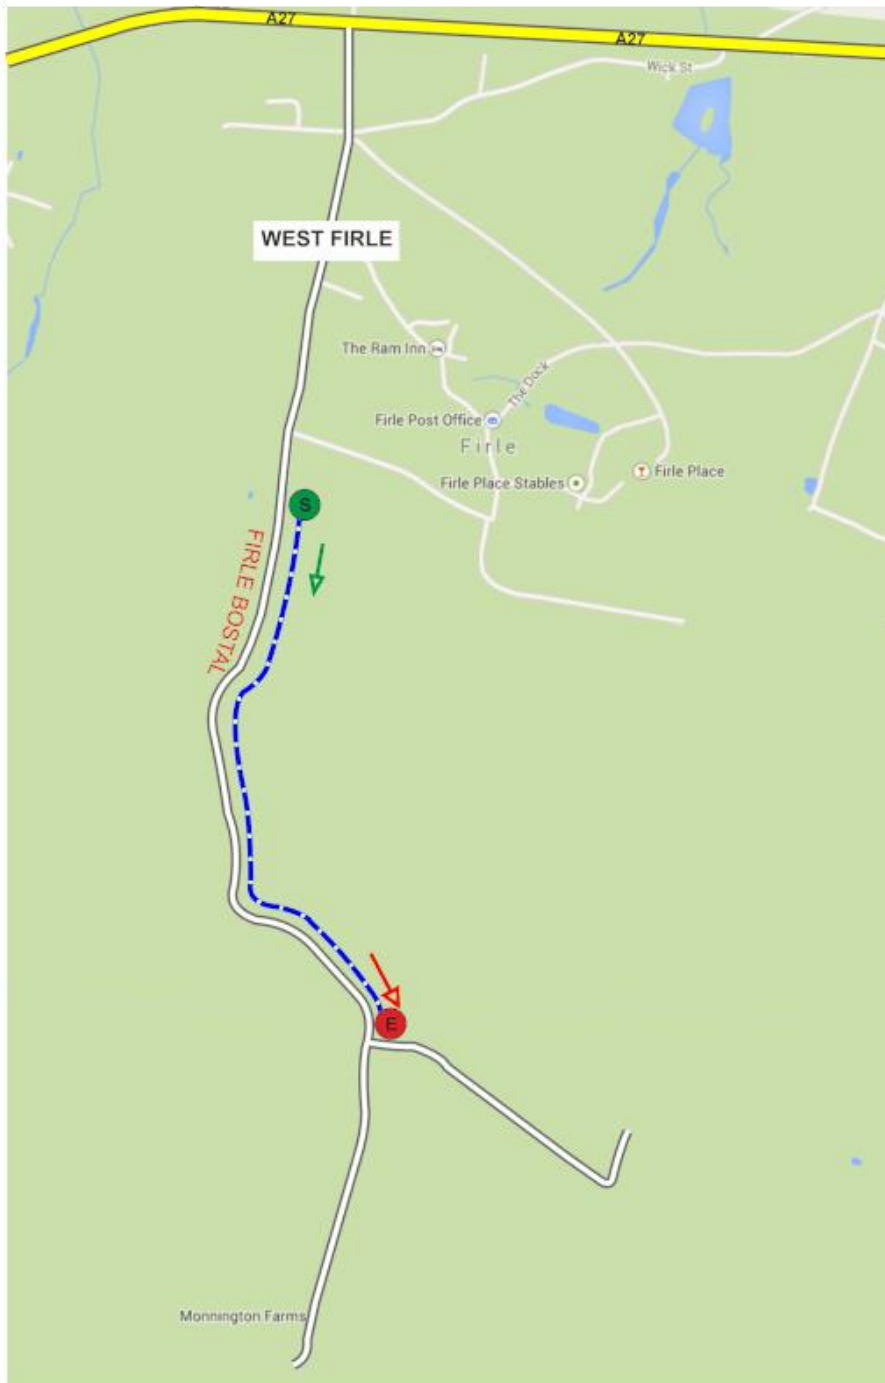 A27
A27
Wick St
WEST FIRLE
The Ram Inn
The Dock
Firle Post Office
Firle
Firle Place
Firle Place Stables
S
FIRLE BOSTAL
E
Monnington Farms